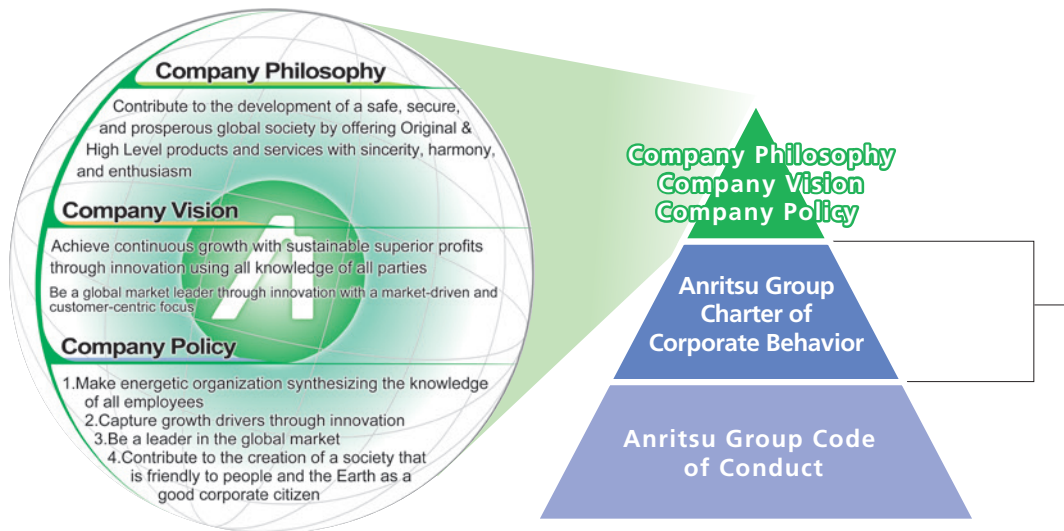 Company Philosophy
Contribute to the development of a safe, secure,
and prosperous global society by offering Original &
High Level products and services with sincerity, harmony,
and enthusiasm
Company Vision
Achieve continuous growth with sustainable superior profits
through innovation using all knowledge of all parties
Be a global market leader through innovation with a market-driven and
customer-centric focus
Company Policy
1.Make energetic organization synthesizing the knowledge
of all employees
2.Capture growth drivers through innovation
3.Be a leader in the global market
4.Contribute to the creation of a society that
is friendly to people and the Earth as a
good corporate citizen
Company Philosophy
Company Vision
Company Policy
Anritsu Group
Charter of
Corporate Behavior
Anritsu Group Code
of Conduct